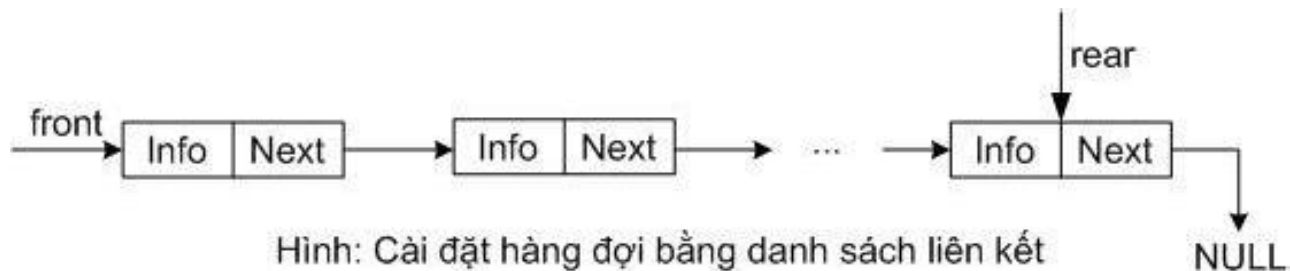 rear
front
Info Next Info Next ... Info Next
Hình: Cài đặt hàng đợi bằng danh sách liên kết NULL